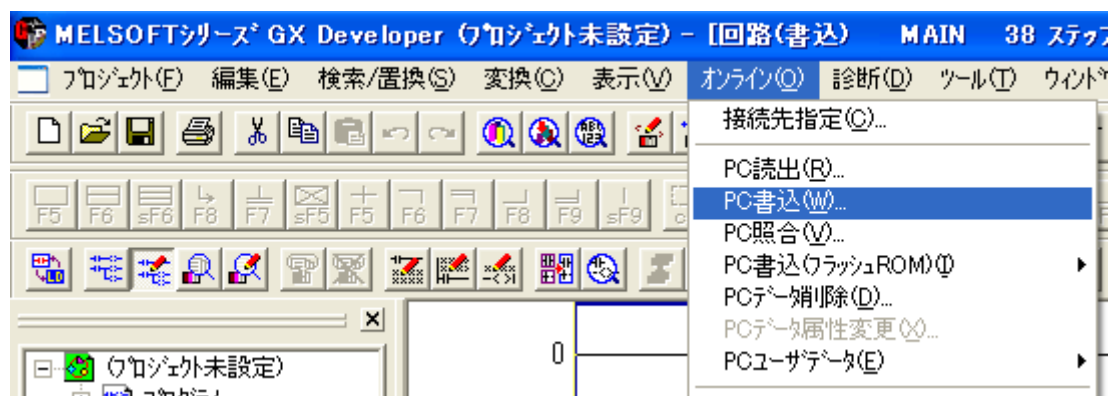 MELSOFTｼﾘｰｽﾞ GX Developer (ﾌﾟﾛｼﾞｪｸﾄ未設定) - [回路(書込) MAIN 38 ｽﾃｯﾌ
ﾌﾟﾛｼﾞｪｸﾄ(F) 編集(E) 検索/置換(S) 変換(C) 表示(V) ｵﾝﾗｲﾝ(O) 診断(D) ﾂｰﾙ(T) ｳｨﾝﾄﾞ
接続先指定(C)...
PC読出(R)...
PC書込(W)...
PC照合(V)...
PC書込(ﾌﾗｯｼｭROM)(I)
PCﾃﾞｰﾀ削除(D)...
PCﾃﾞｰﾀ属性変更(X)...
PCﾕｰｻﾞﾃﾞｰﾀ(E)
F5 F6 sF6 F8 F7 sF5 F5 F6 F7 F8 F9 sF9 c
0
(ﾌﾟﾛｼﾞｪｸﾄ未設定)